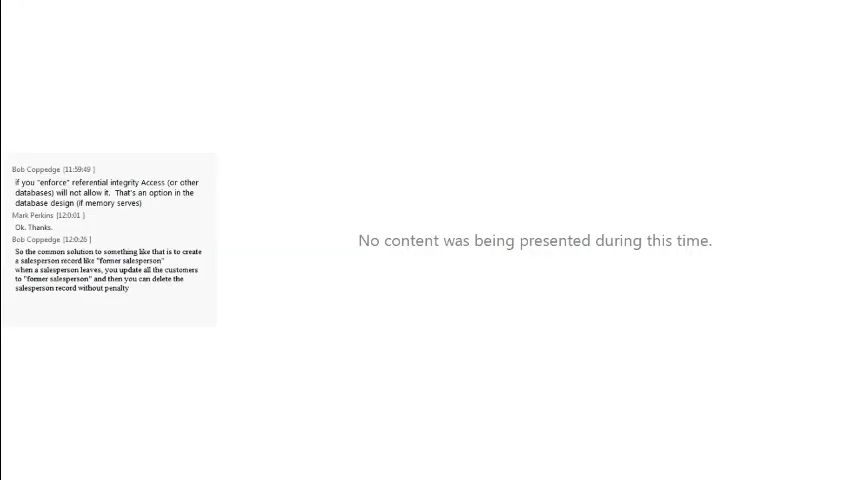 Bob Coppedge [11:59:49 ]
if you "enforce" referential integrity Access (or other
databases) will not allow it.  That's an option in the
database design (if memory serves)
Mark Perkins [12:0:01 ]
Ok. Thanks.
Bob Coppedge [12:0:26 ]
So the common solution to something like that is to create
a salesperson record like "former salesperson"
when a salesperson leaves, you update all the customers
to "former salesperson" and then you can delete the
salesperson record without penalty
No content was being presented during this time.